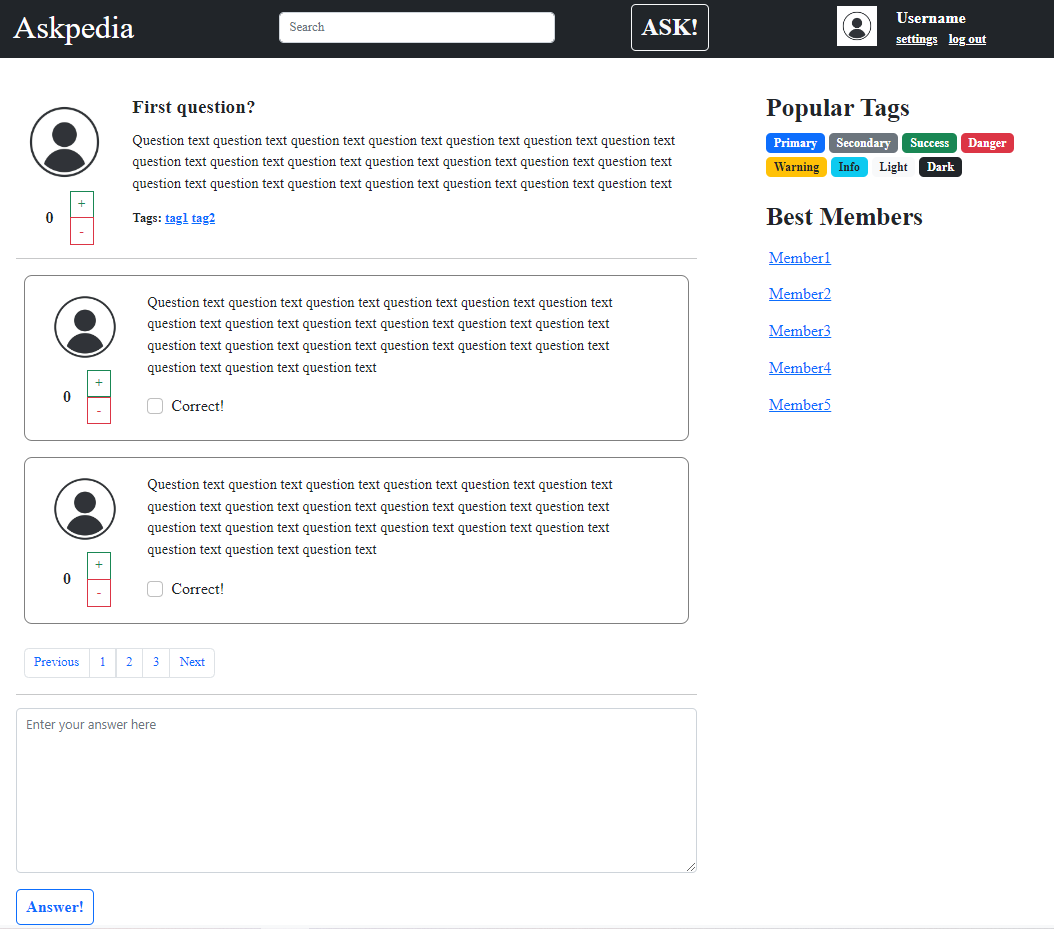 Askpedia
Search
ASK!
Username
settings log out
First question?
Question text question text question text question text question text question text question text
question text question text question text question text question text question text question text
question text question text question text question text question text question text question text
0
+
-
Tags: tag1 tag2
Question text question text question text question text question text question text
question text question text question text question text question text question text
question text question text question text question text question text question text
question text question text question text
0
+
-
Correct!
Question text question text question text question text question text question text
question text question text question text question text question text question text
question text question text question text question text question text question text
question text question text question text
0
+
-
Correct!
Previous 1 2 3 Next
Enter your answer here
Answer!
Popular Tags
Primary Secondary Success Danger
Warning Info Light Dark
Best Members
Member1
Member2
Member3
Member4
Member5